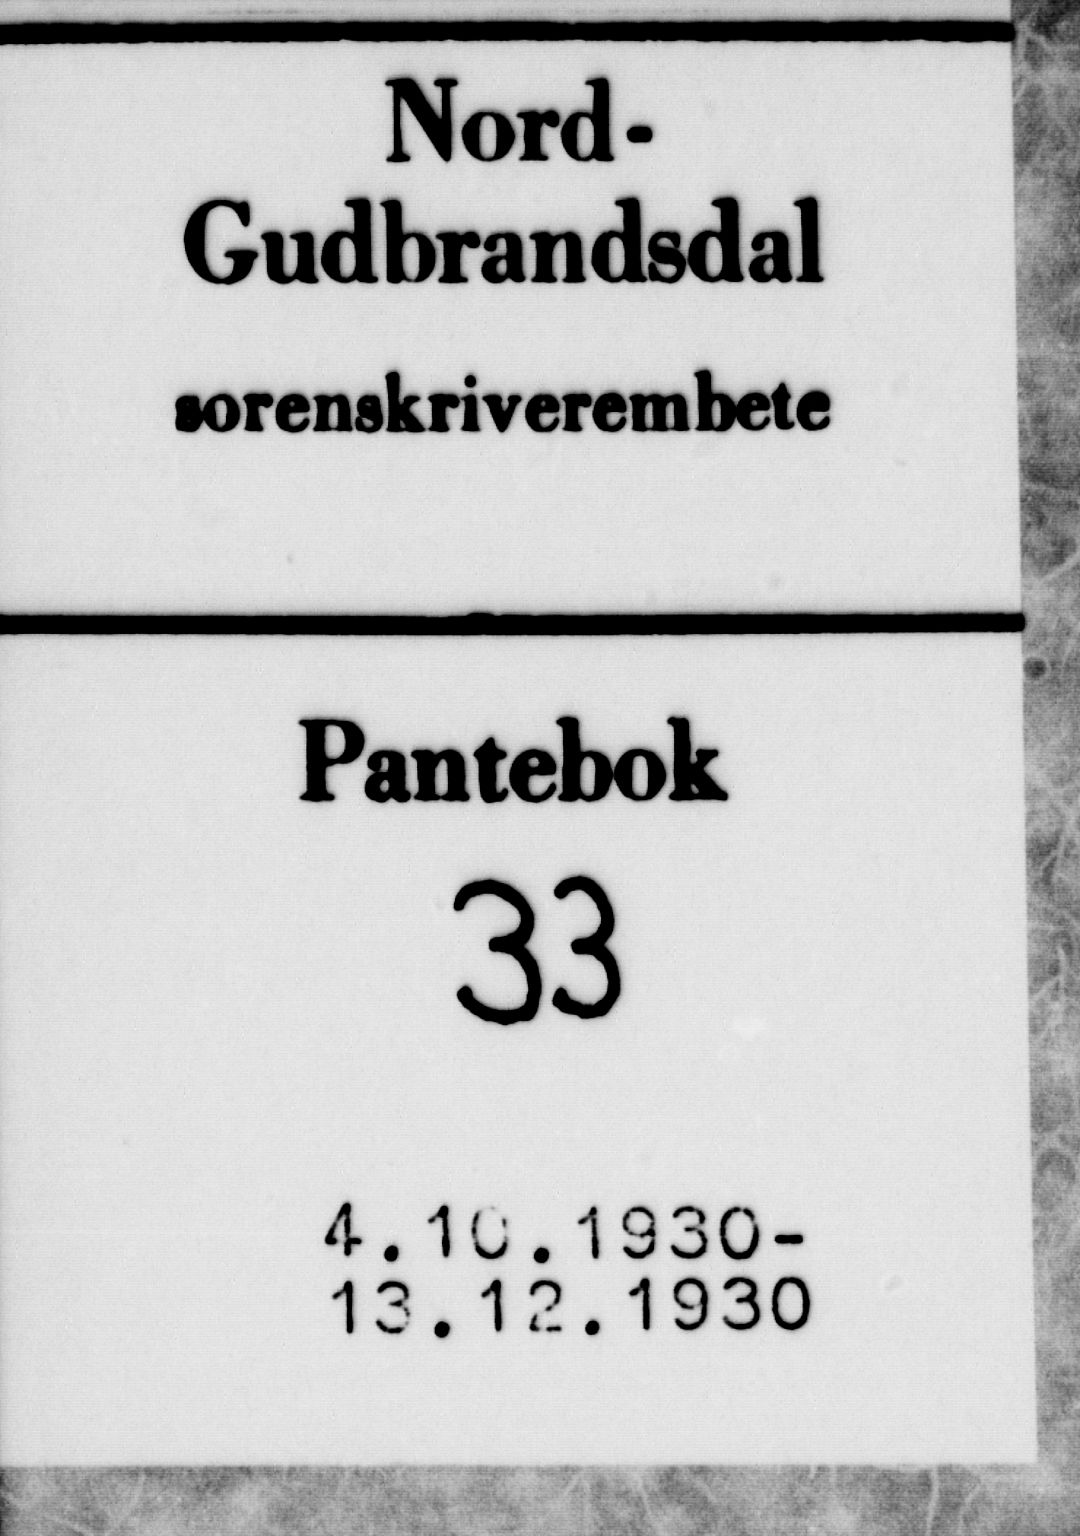 Nord-
Gudbrandsdal
sorenskriverembete
Pantebok
33
4.10.1930-
13.12.1930